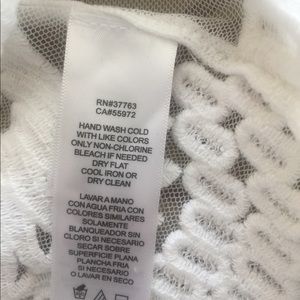 RN#37763
CA#55972
HAND WASH COLD
WITH LIKE COLORS
ONLY NON-CHLORINE
BLEACH IF NEEDED
DRY FLAT
COOL IRON OR
DRY CLEAN
LAVAR A MANO
CON AGUA FRIA CON
COLORES SIMILARES
SOLAMENTE
BLANQUEADOR SIN
CLORO SI NECESARIO
SECAR SOBRE
SUPERFICIE PLANA
PLANCHA FRIA
SI ES NECESARIO
O LAVAR EN SECO